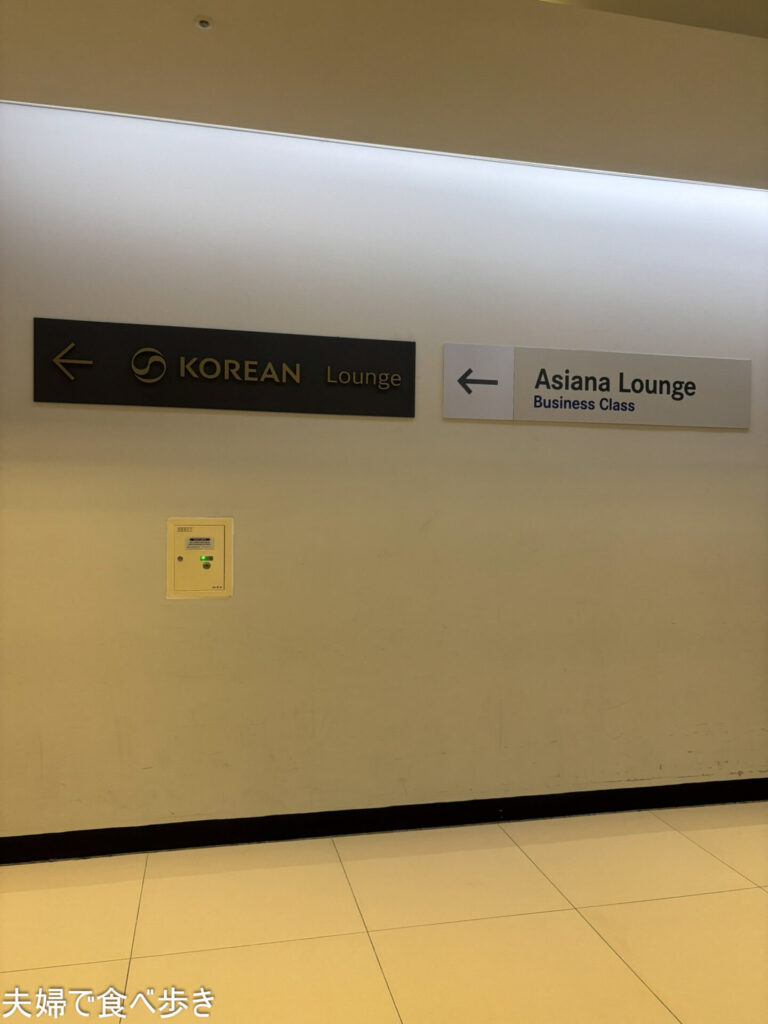 KOREAN Lounge
Asiana Lounge
Business Class
夫婦で食べ歩き